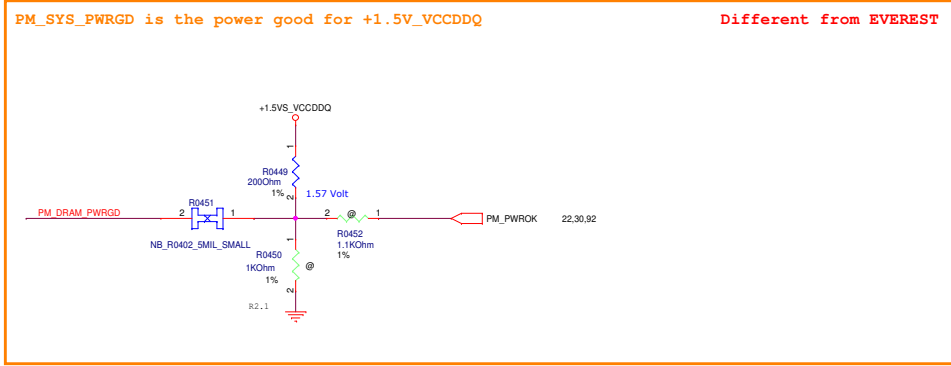 PM_SYS_PWRGD is the power good for +1.5V_VCCDDQ
Different from EVEREST
+1.5VS_VCCDDQ
1
R0449
200Ohm
1%
2
1.57 Volt
PM_DRAM_PWRGD
2
R0451
1
NB_R0402_5MIL_SMALL
2
@
1
R0452
1.1KOhm
1%
PM_PWROK
22,30,92
1
R0450
1KOhm
1%
@
2
R2.1